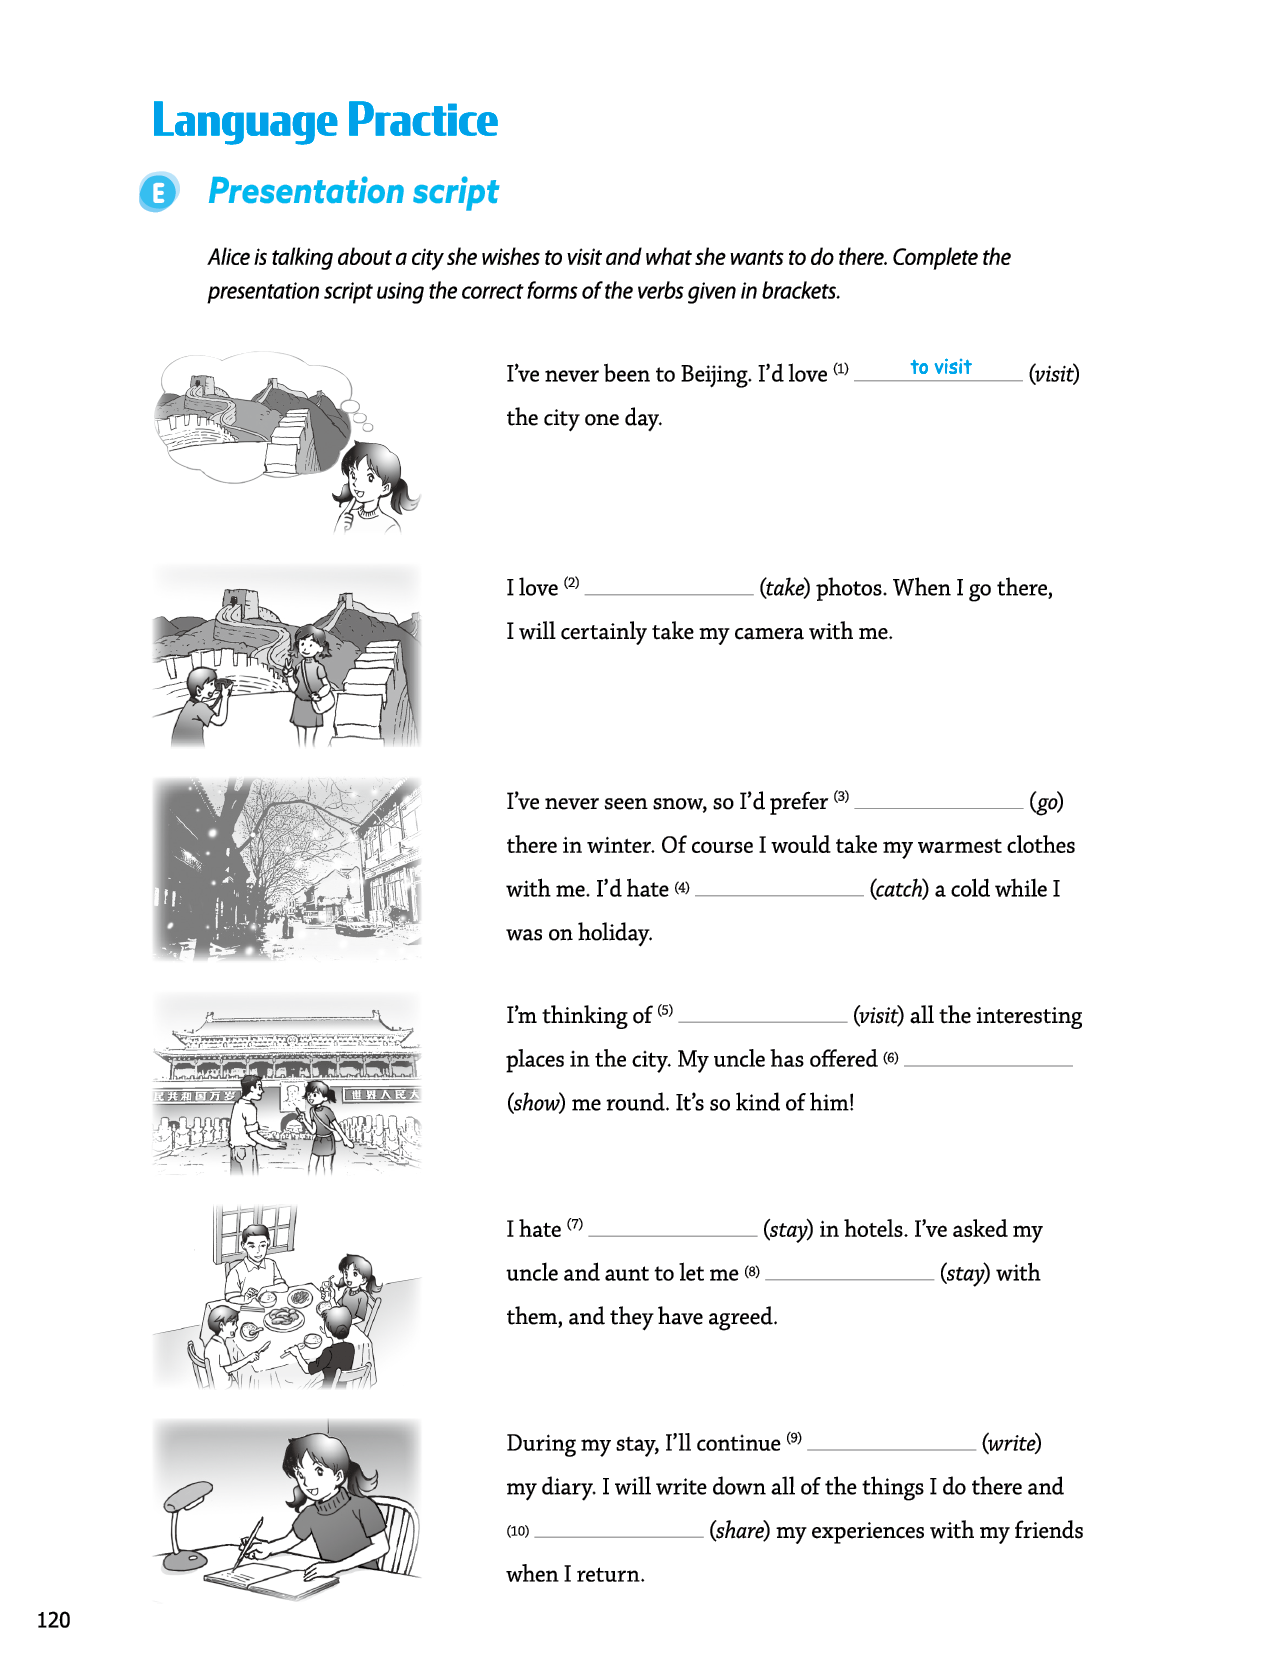 Language Practice
E Presentation script
Alice is talking about a city she wishes to visit and what she wants to do there. Complete the
presentation script using the correct forms of the verbs given in brackets.
I’ve never been to Beijing. I’d love (1) to visit (visit)
the city one day.
I love (2) ____________ (take) photos. When I go there,
I will certainly take my camera with me.
I’ve never seen snow, so I’d prefer (3) ____________ (go)
there in winter. Of course I would take my warmest clothes
with me. I’d hate (4) ____________ (catch) a cold while I
was on holiday.
民共和国万岁
世界人民大
I’m thinking of (5) ____________ (visit) all the interesting
places in the city. My uncle has offered (6) ____________
(show) me round. It’s so kind of him!
I hate (7) ____________ (stay) in hotels. I’ve asked my
uncle and aunt to let me (8) ____________ (stay) with
them, and they have agreed.
During my stay, I’ll continue (9) ____________ (write)
my diary. I will write down all of the things I do there and
(10) ____________ (share) my experiences with my friends
when I return.
120